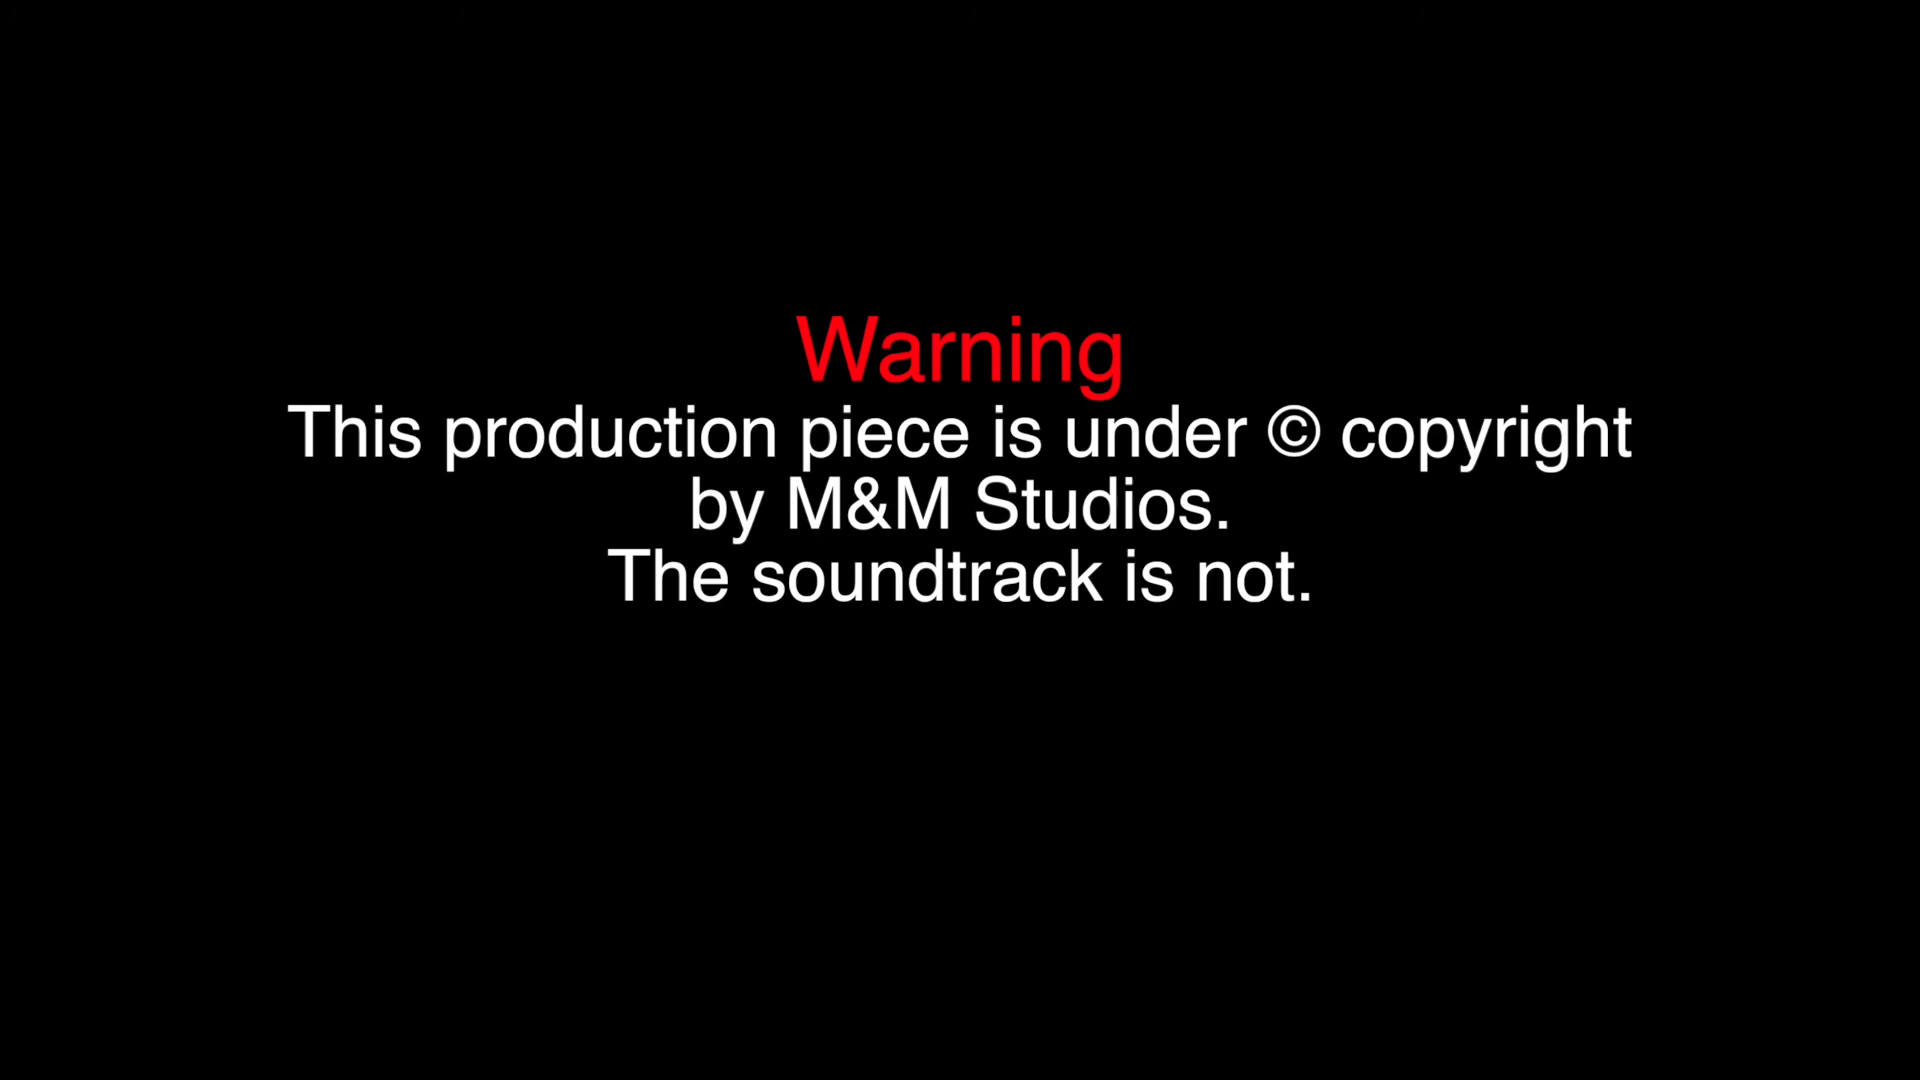 Warning
This production piece is under © copyright
by M&M Studios.
The soundtrack is not.